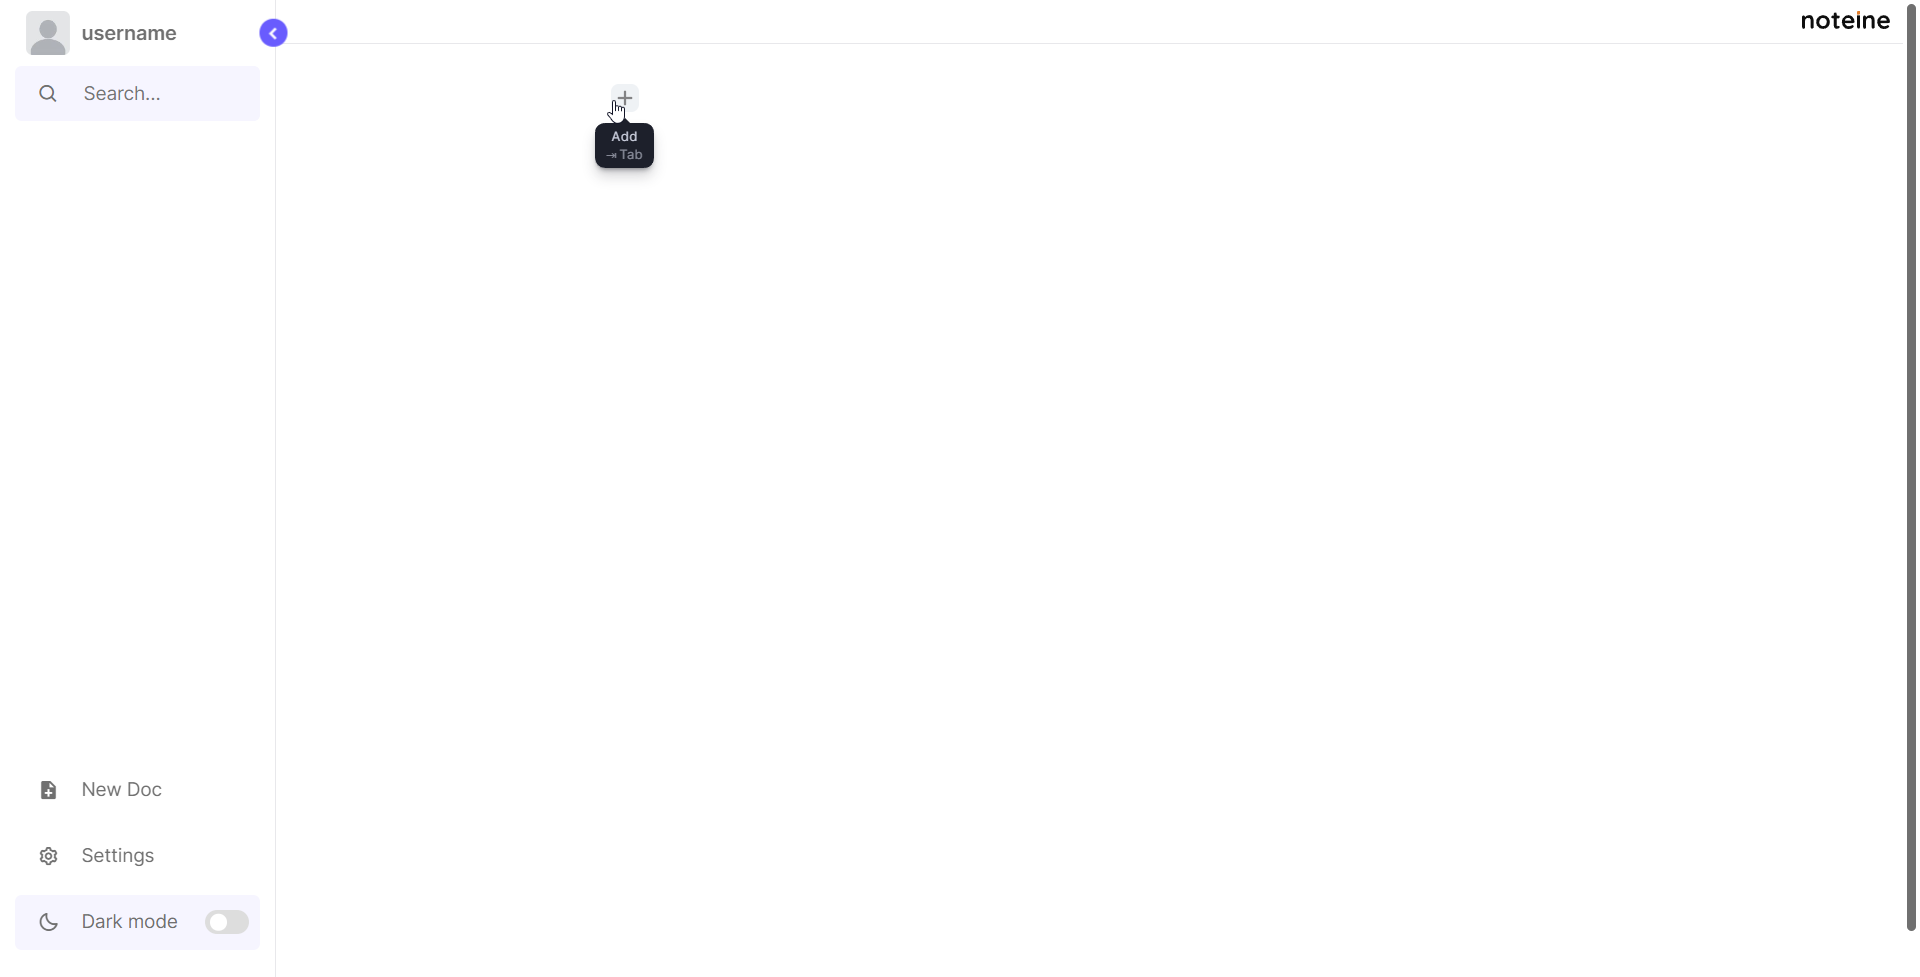 username
noteine
Search...
Add
⇥ Tab
New Doc
Settings
Dark mode